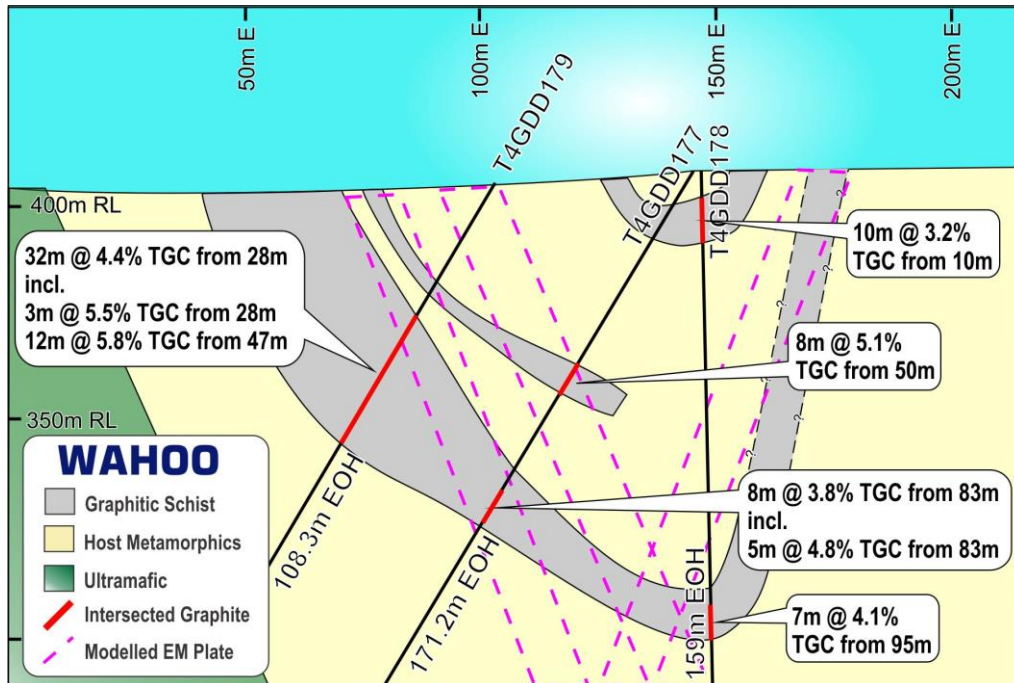 50m E
100m E
150m E
200m E
T4GDD179
T4GDD177
T4GDD178
400m RL
350m RL
32m @ 4.4% TGC from 28m
incl.
3m @ 5.5% TGC from 28m
12m @ 5.8% TGC from 47m
10m @ 3.2%
TGC from 10m
8m @ 5.1%
TGC from 50m
8m @ 3.8% TGC from 83m
incl.
5m @ 4.8% TGC from 83m
7m @ 4.1%
TGC from 95m
108.3m EOH
171.2m EOH
159m EOH
?
?
?
?
?
?
WAHOO
Graphitic Schist
Host Metamorphics
Ultramafic
Intersected Graphite
Modelled EM Plate